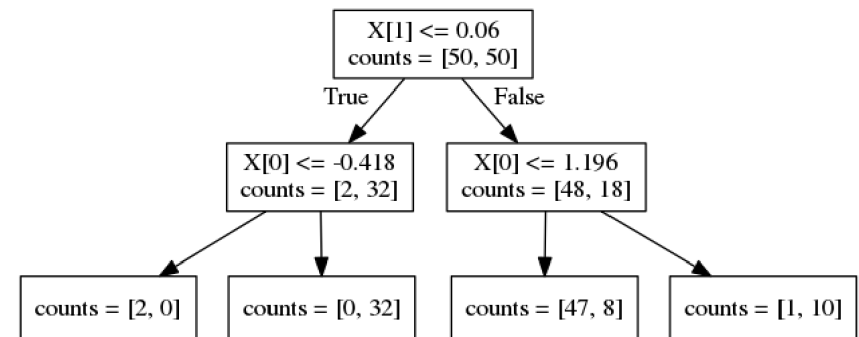 X[1] <= 0.06
counts = [50, 50]
True
False
X[0] <= -0.418
counts = [2, 32]
X[0] <= 1.196
counts = [48, 18]
counts = [2, 0]
counts = [0, 32]
counts = [47, 8]
counts = [1, 10]